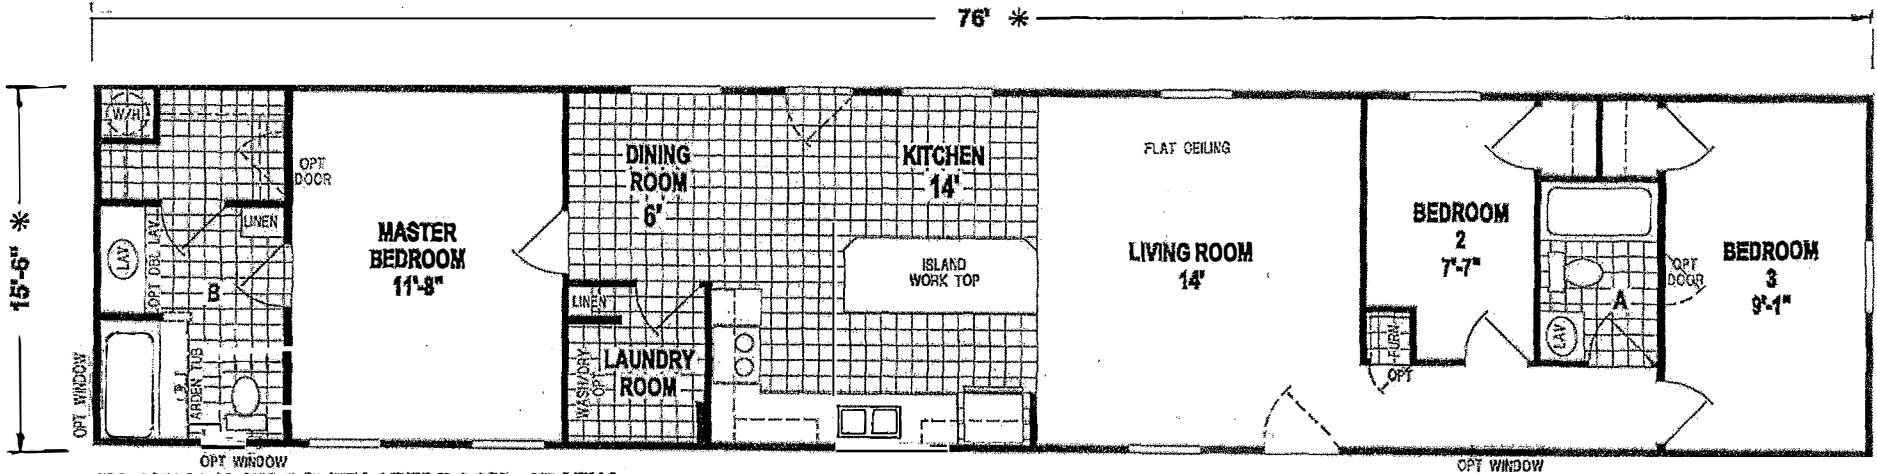 76' *
15'-5" *
W/H
OPT
DOOR
LINEN
LAV
OPT DBL LAV
B
OPT
GARDEN TUB
OPT WINDOW
OPT WINDOW
MASTER
BEDROOM
11'-8"
DINING
ROOM
6'
KITCHEN
14'
ISLAND
WORK TOP
LINEN
LAUNDRY
ROOM
WASH/DRY
OPT
FLAT CEILING
LIVING ROOM
14'
BEDROOM
2
7'-7"
FURN
OPT
LAV
A
OPT
DOOR
BEDROOM
3
9'-1"
OPT WINDOW